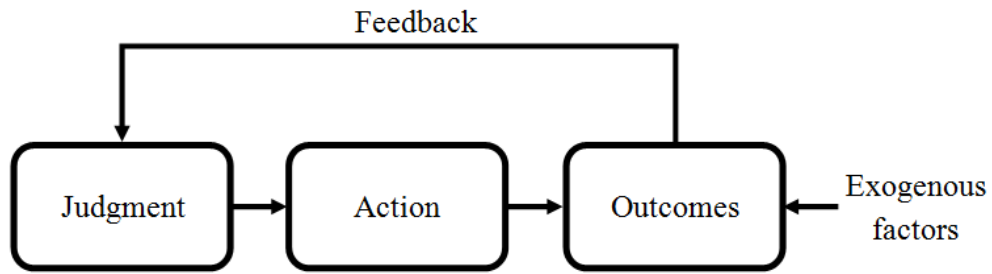 Feedback
Judgment
Action
Outcomes
Exogenous
factors